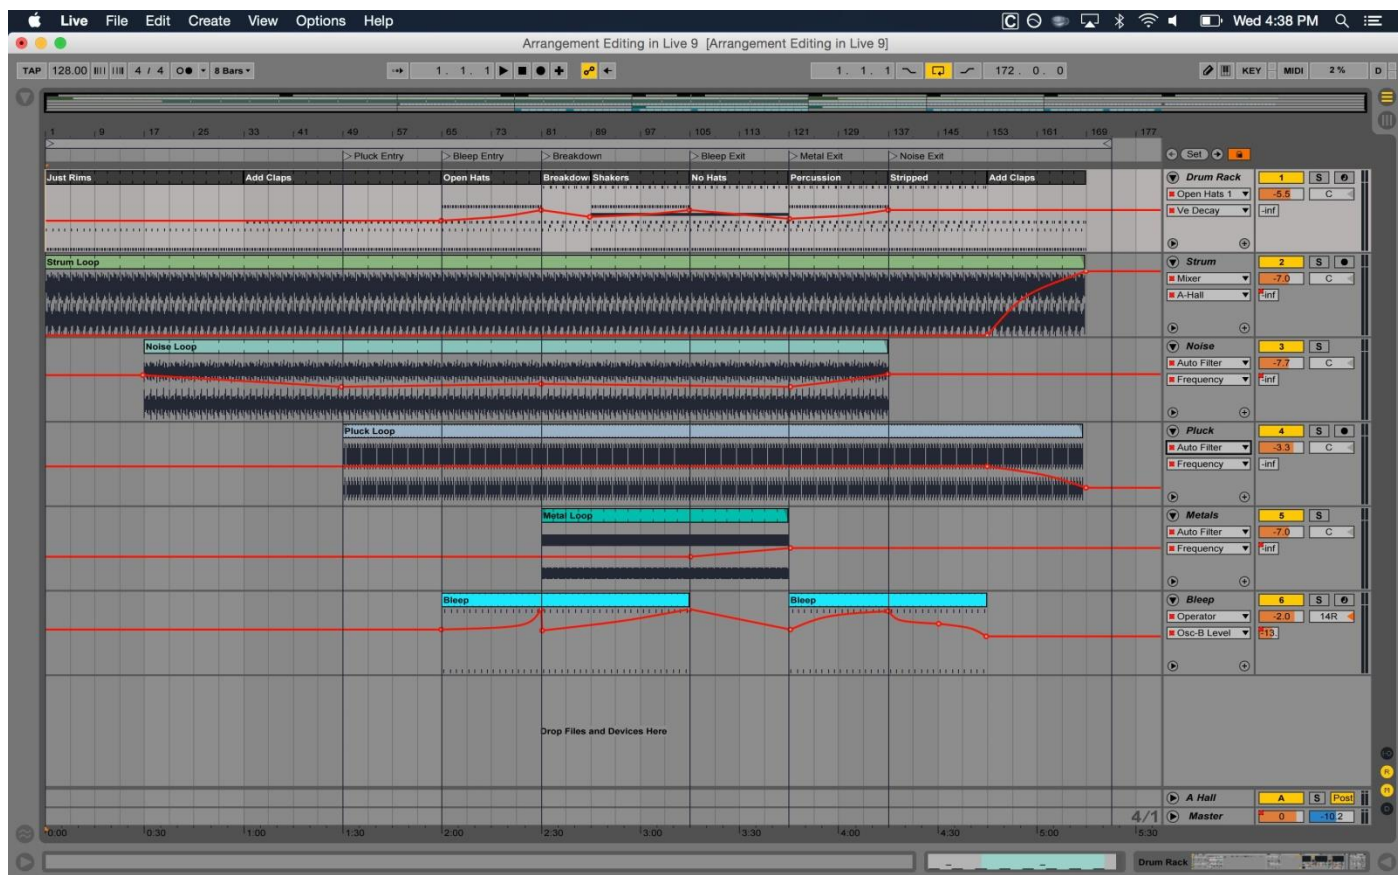 Live File Edit Create View Options Help Wed 4:38 PM
Arrangement Editing in Live 9 [Arrangement Editing in Live 9]
TAP 128.00 4 / 4 8 Bars 1. 1. 1 1. 1. 1 172. 0. 0 KEY MIDI 2 % D
1 9 17 25 33 41 49 57 65 73 81 89 97 105 113 121 129 137 145 153 161 169 177
Pluck Entry Bleep Entry Breakdown Bleep Exit Metal Exit Noise Exit Set
Just Rims Add Claps Open Hats Breakdown Shakers No Hats Percussion Stripped Add Claps Drum Rack 1 S
Open Hats 1 -5.5 C
Ve Decay -inf
Strum Loop Strum 2 S
Mixer -7.0 C
A-Hall -inf
Noise Loop Noise 3 S
Auto Filter -7.7 C
Frequency -inf
Pluck Loop Pluck 4 S
Auto Filter -3.3 C
Frequency -inf
Metal Loop Metals 5 S
Auto Filter -7.0 C
Frequency -inf
Bleep Bleep Bleep 6 S
Operator -2.0 14R
Osc-B Level -13.
Drop Files and Devices Here
A Hall A S Post
4/1 Master 0 -10.2
0:00 0:30 1:00 1:30 2:00 2:30 3:00 3:30 4:00 4:30 5:00 5:30
Drum Rack